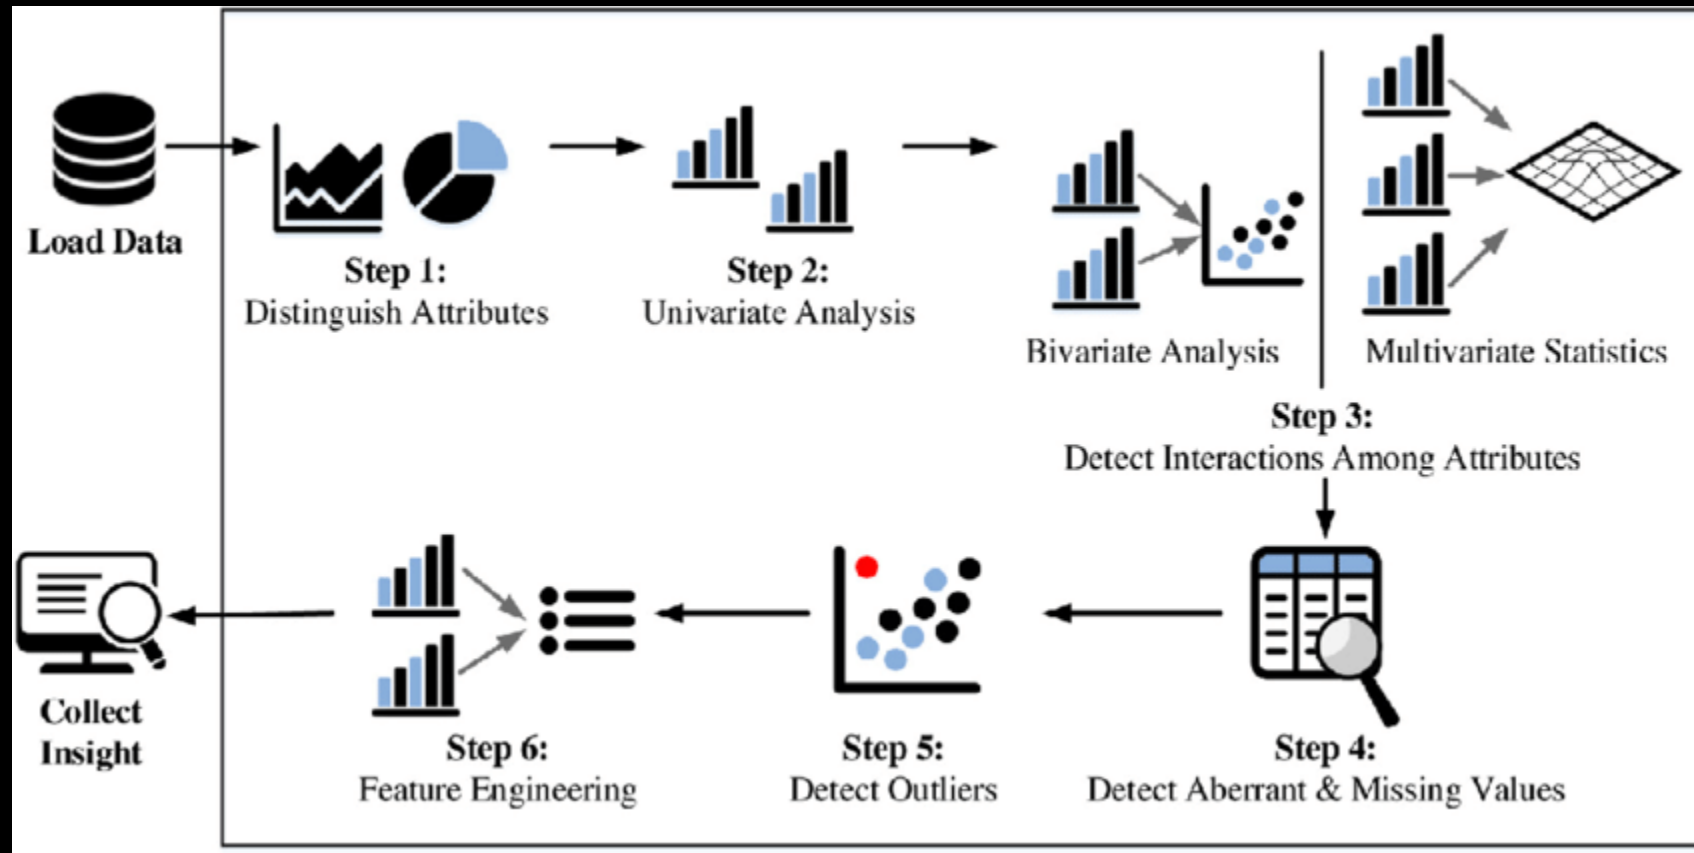 Load Data
Step 1:
Distinguish Attributes
Step 2:
Univariate Analysis
Bivariate Analysis
Multivariate Statistics
Step 3:
Detect Interactions Among Attributes
Step 4:
Detect Aberrant & Missing Values
Step 5:
Detect Outliers
Step 6:
Feature Engineering
Collect
Insight